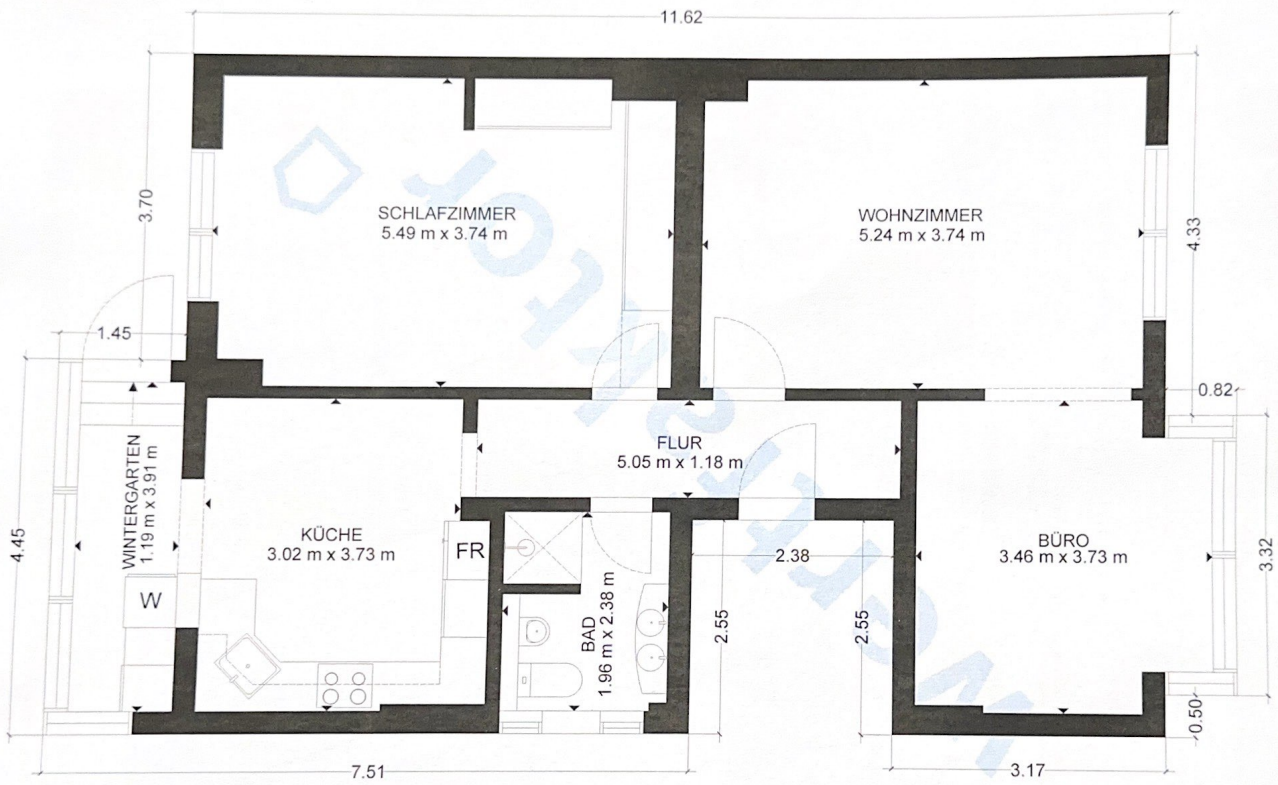 11.62
3.70
SCHLAFZIMMER
5.49 m x 3.74 m
WOHNZIMMER
5.24 m x 3.74 m
4.33
1.45
0.82
FLUR
5.05 m x 1.18 m
WINTERGARTEN
1.19 m x 3.91 m
4.45
KÜCHE
3.02 m x 3.73 m
FR
W
BAD
1.96 m x 2.38 m
2.38
2.55
2.55
BÜRO
3.46 m x 3.73 m
3.32
0.50
7.51
3.17
wertfaktor